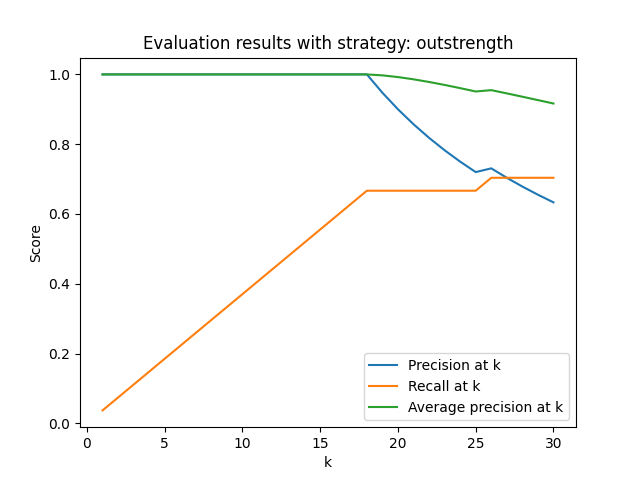 Evaluation results with strategy: outstrength
1.0
0.8
0.6
0.4
0.2
0.0
Score
0 5 10 15 20 25 30
k
Precision at k
Recall at k
Average precision at k